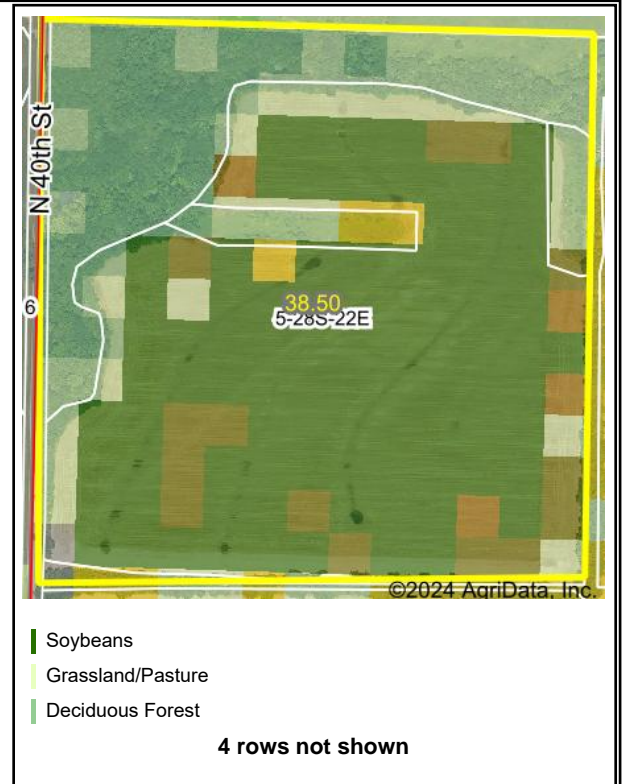 N 40th St
6
38.50
5-28S-22E
©2024 AgriData, Inc.
Soybeans
Grassland/Pasture
Deciduous Forest
4 rows not shown